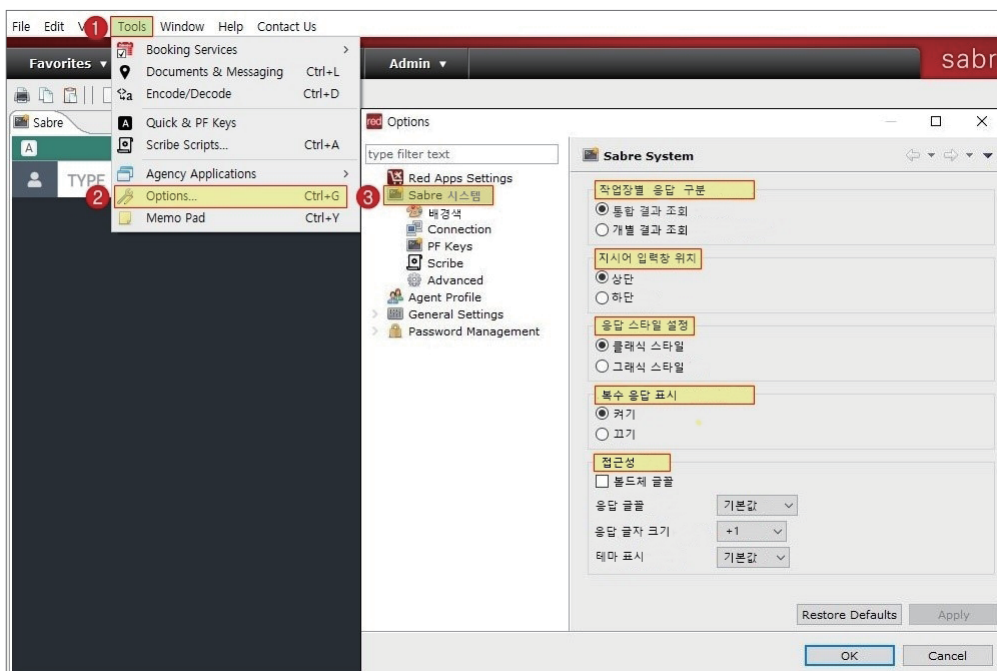 File Edit V 1 Tools Window Help Contact Us
Favorites ▾ Admin ▾ sabr
Booking Services >
Documents & Messaging Ctrl+L
Encode/Decode Ctrl+D
Quick & PF Keys
Scribe Scripts... Ctrl+A
Agency Applications >
2 Options... Ctrl+G
Memo Pad Ctrl+Y
Sabre
A
TYPE
red Options
type filter text
Red Apps Settings
3 Sabre 시스템
배경색
Connection
PF Keys
Scribe
Advanced
Agent Profile
General Settings
Password Management
Sabre System
작업장별 응답 구분
통합 결과 조회
개별 결과 조회
지시어 입력창 위치
상단
하단
응답 스타일 설정
클래식 스타일
그래식 스타일
복수 응답 표시
켜기
끄기
접근성
볼드체 글꼴
응답 글꼴 기본값
응답 글자 크기 +1
테마 표시 기본값
Restore Defaults Apply
OK Cancel